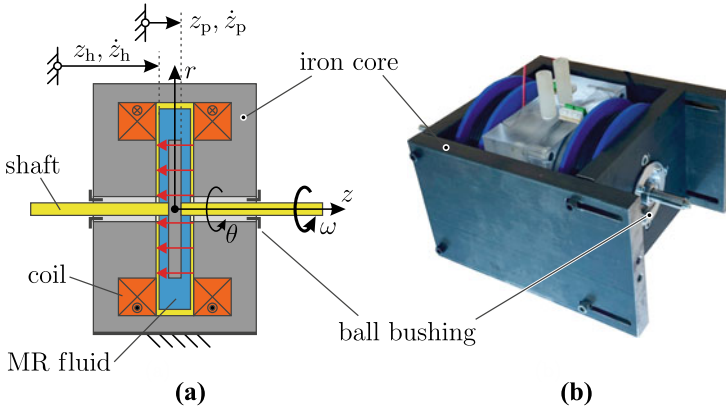 z_p, ż_p
z_h, ż_h
r
iron core
shaft
z
θ
ω
coil
ball bushing
MR fluid
(a)
(b)